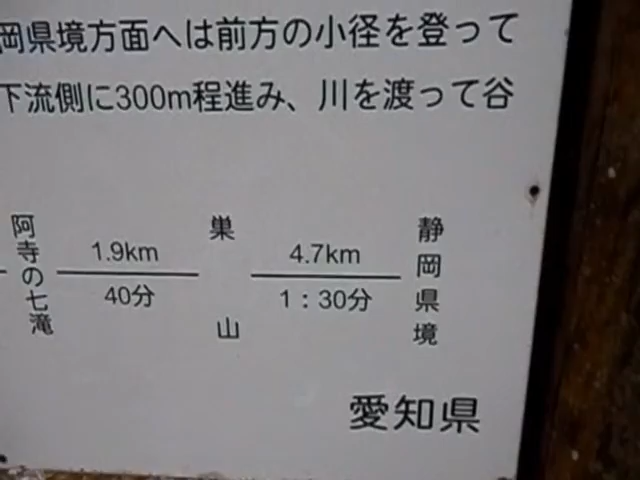 岡県境方面へは前方の小径を登って
下流側に300m程進み、川を渡って谷
阿寺の七滝
1.9km
40分
巣山
4.7km
1：30分
静岡県境
愛知県